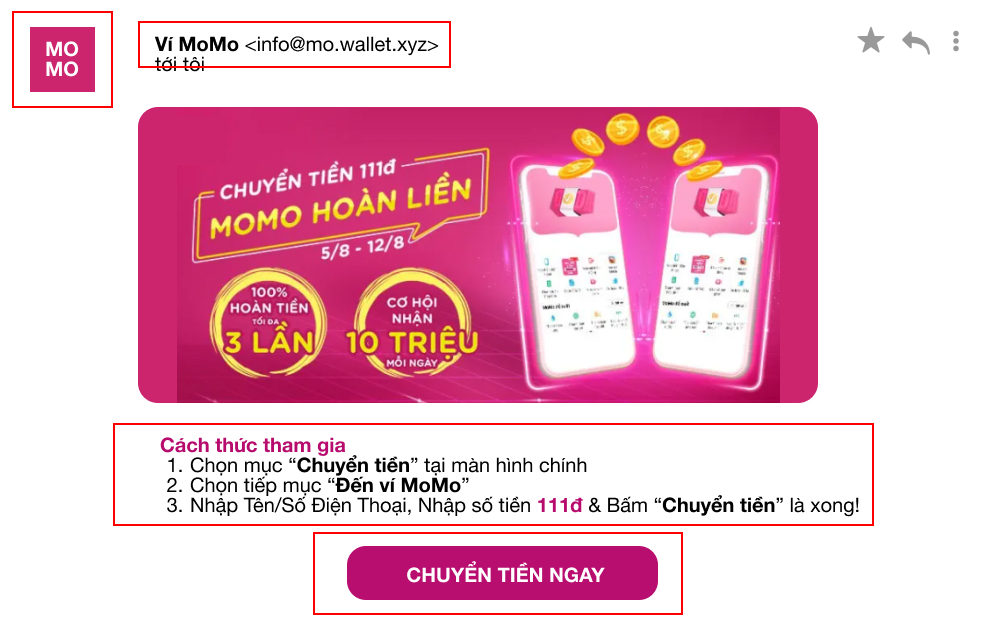 MO
MO
Ví MoMo <info@mo.wallet.xyz>
tới tôi
CHUYỂN TIỀN 111đ
MOMO HOÀN LIỀN
5/8 - 12/8
100%
HOÀN TIỀN
TỐI ĐA
3 LẦN
CƠ HỘI
NHẬN
10 TRIỆU
MỖI NGÀY
Cách thức tham gia
1. Chọn mục “Chuyển tiền” tại màn hình chính
2. Chọn tiếp mục “Đến ví MoMo”
3. Nhập Tên/Số Điện Thoại, Nhập số tiền 111đ & Bấm “Chuyển tiền” là xong!
CHUYỂN TIỀN NGAY